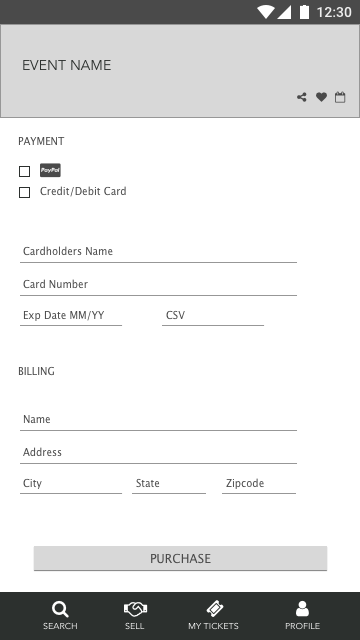 12:30
EVENT NAME
PAYMENT
PayPal
Credit/Debit Card
Cardholders Name
Card Number
Exp Date MM/YY CSV
BILLING
Name
Address
City State Zipcode
PURCHASE
SEARCH SELL MY TICKETS PROFILE